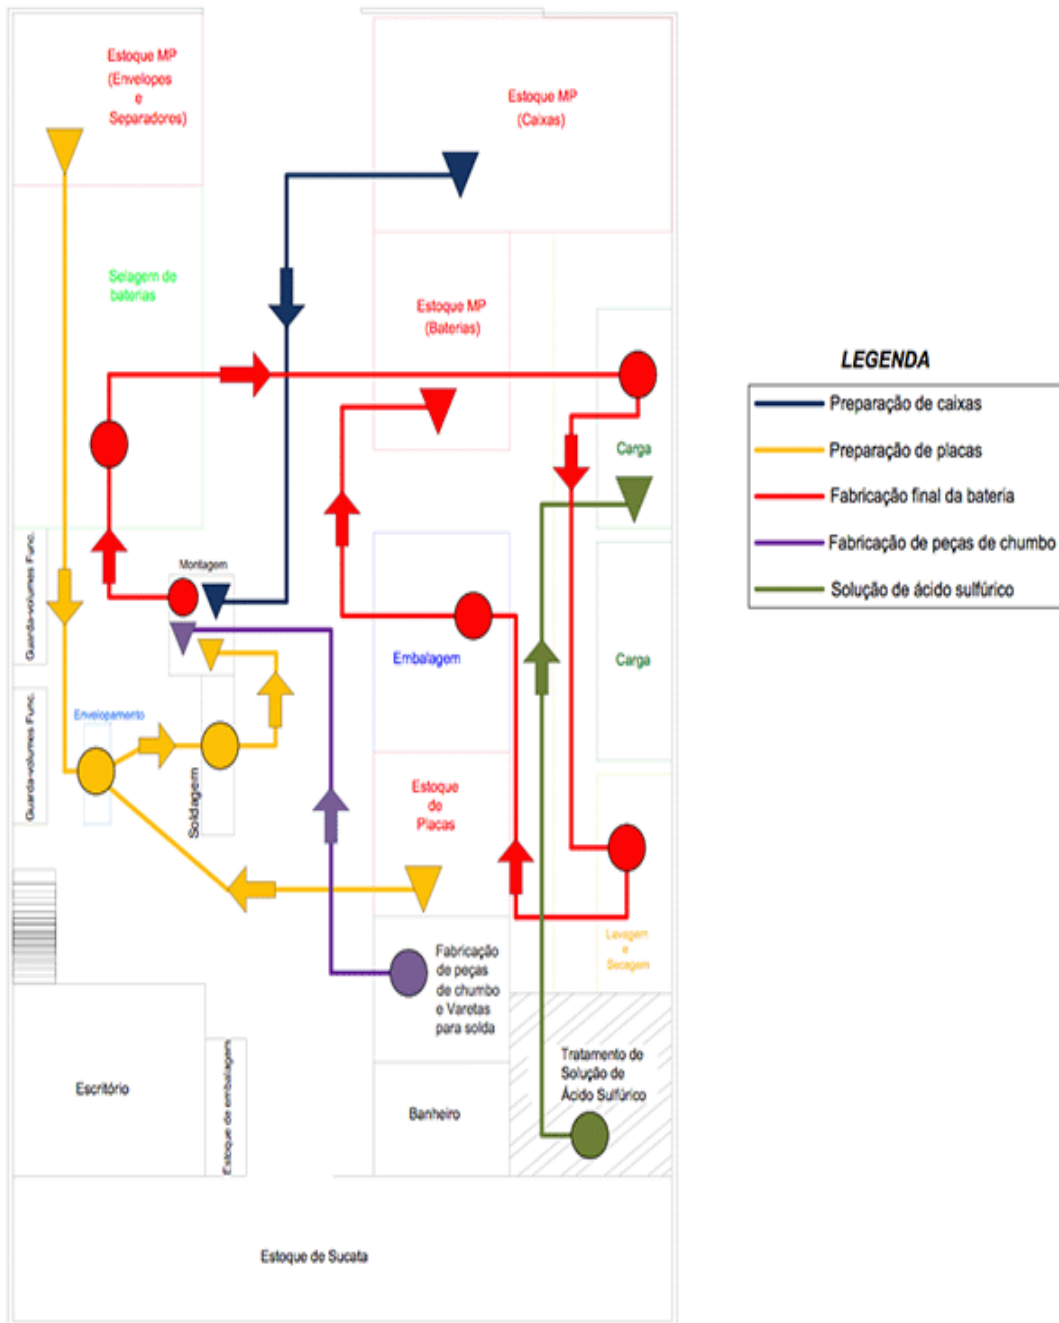 Estoque MP
(Envelopes
e
Separadores)
Estoque MP
(Caixas)
Selagem de
baterias
Estoque MP
(Baterias)
LEGENDA
Preparação de caixas
Preparação de placas
Fabricação final da bateria
Fabricação de peças de chumbo
Solução de ácido sulfúrico
Carga
Guarda-volumes Func.
Montagem
Embalagem
Carga
Guarda-volumes Func.
Envelopamento
Soldagem
Estoque
de
Placas
Lavagem
e
Secagem
Fabricação
de peças
de chumbo
e Varetas
para solda
Tratamento de
Solução de
Ácido Sulfúrico
Escritório
Estoque de embalagem
Banheiro
Estoque de Sucata